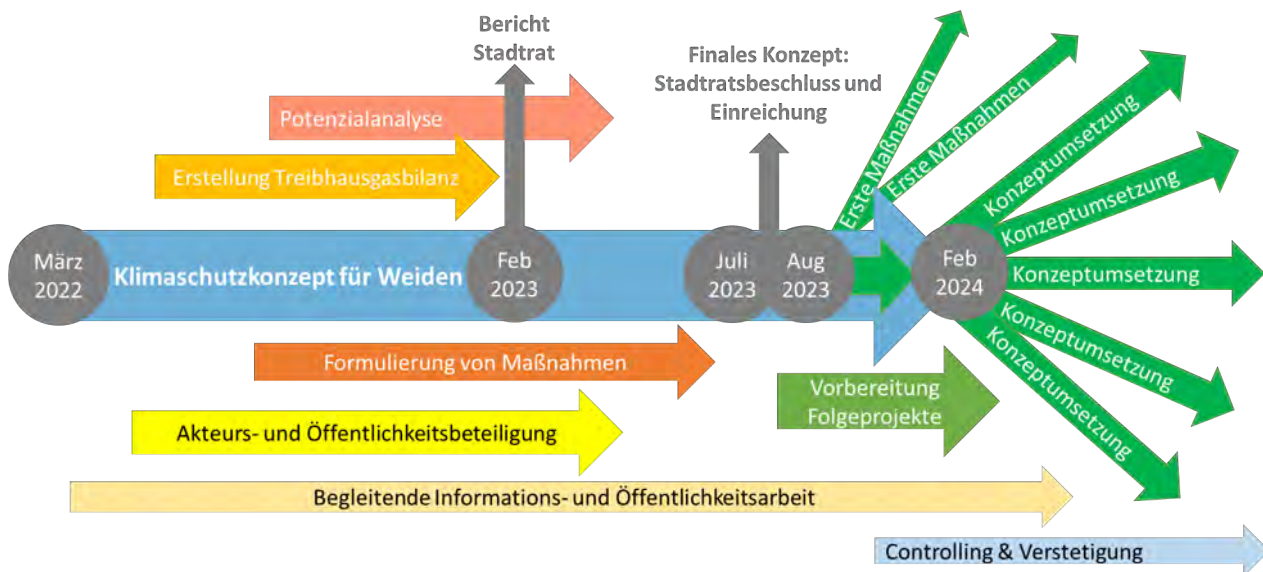 Bericht
Stadtrat
Finales Konzept:
Stadtratsbeschluss und
Einreichung
Potenzialanalyse
Erstellung Treibhausgasbilanz
Erste Maßnahmen
Erste Maßnahmen
März
2022
Klimaschutzkonzept für Weiden
Feb
2023
Juli
2023
Aug
2023
Feb
2024
Konzeptumsetzung
Konzeptumsetzung
Konzeptumsetzung
Konzeptumsetzung
Konzeptumsetzung
Formulierung von Maßnahmen
Vorbereitung
Folgeprojekte
Akteurs- und Öffentlichkeitsbeteiligung
Begleitende Informations- und Öffentlichkeitsarbeit
Controlling & Verstetigung